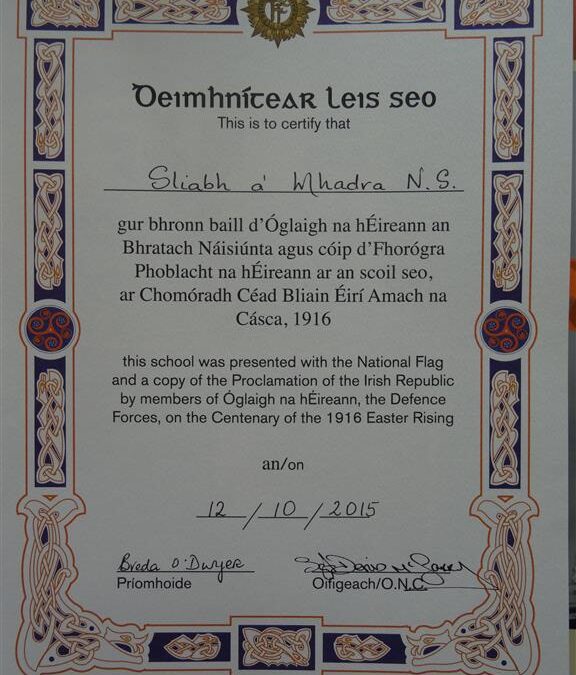 Deimhnítear leis seo
This is to certify that
Sliabh a' Mhadra N.S.
gur bhronn baill d'Óglaigh na hÉireann an
Bhratach Náisiúnta agus cóip d'Fhorógra
Phoblacht na hÉireann ar an scoil seo,
ar Chomóradh Céad Bliain Éirí Amach na
Cásca, 1916
this school was presented with the National Flag
and a copy of the Proclamation of the Irish Republic
by members of Óglaigh na hÉireann, the Defence
Forces, on the Centenary of the 1916 Easter Rising
an/on
12/10/2015
Breda O'Dwyer
Príomhoide Oifigeach/O.N.C.